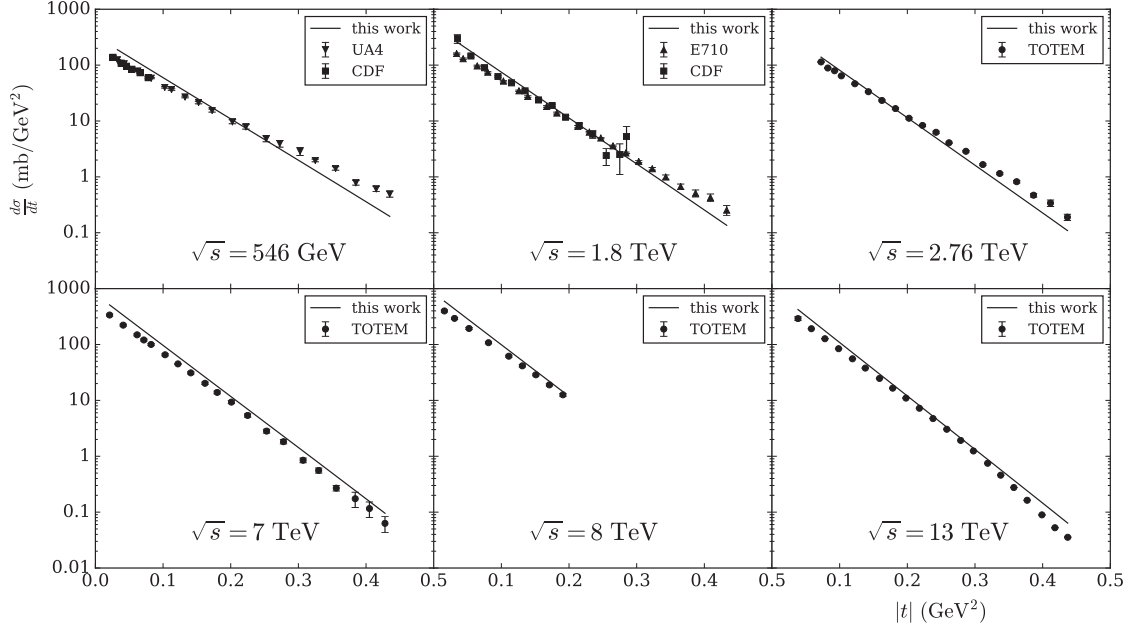 1000
100
10
1
0.1
dσ/dt (mb/GeV²)
this work
UA4
CDF
√s = 546 GeV
this work
E710
CDF
√s = 1.8 TeV
this work
TOTEM
√s = 2.76 TeV
1000
100
10
1
0.1
0.01
this work
TOTEM
√s = 7 TeV
this work
TOTEM
√s = 8 TeV
this work
TOTEM
√s = 13 TeV
0.0 0.1 0.2 0.3 0.4 0.5 0.1 0.2 0.3 0.4 0.5 0.1 0.2 0.3 0.4 0.5
|t| (GeV²)